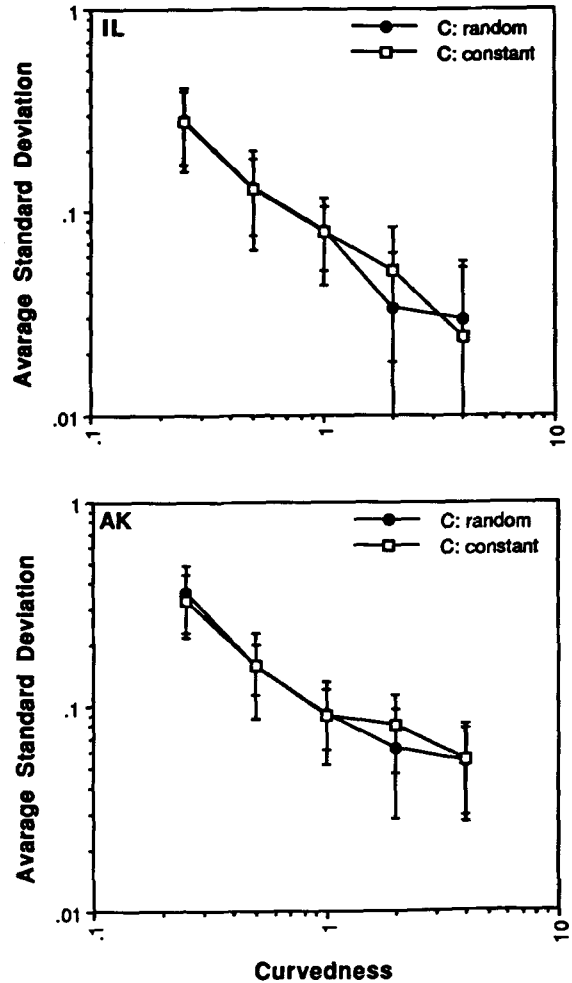 1
IL
C: random
C: constant
.1
.01
.1
1
10
Avarage Standard Deviation
1
AK
C: random
C: constant
.1
.01
.1
1
10
Avarage Standard Deviation
Curvedness